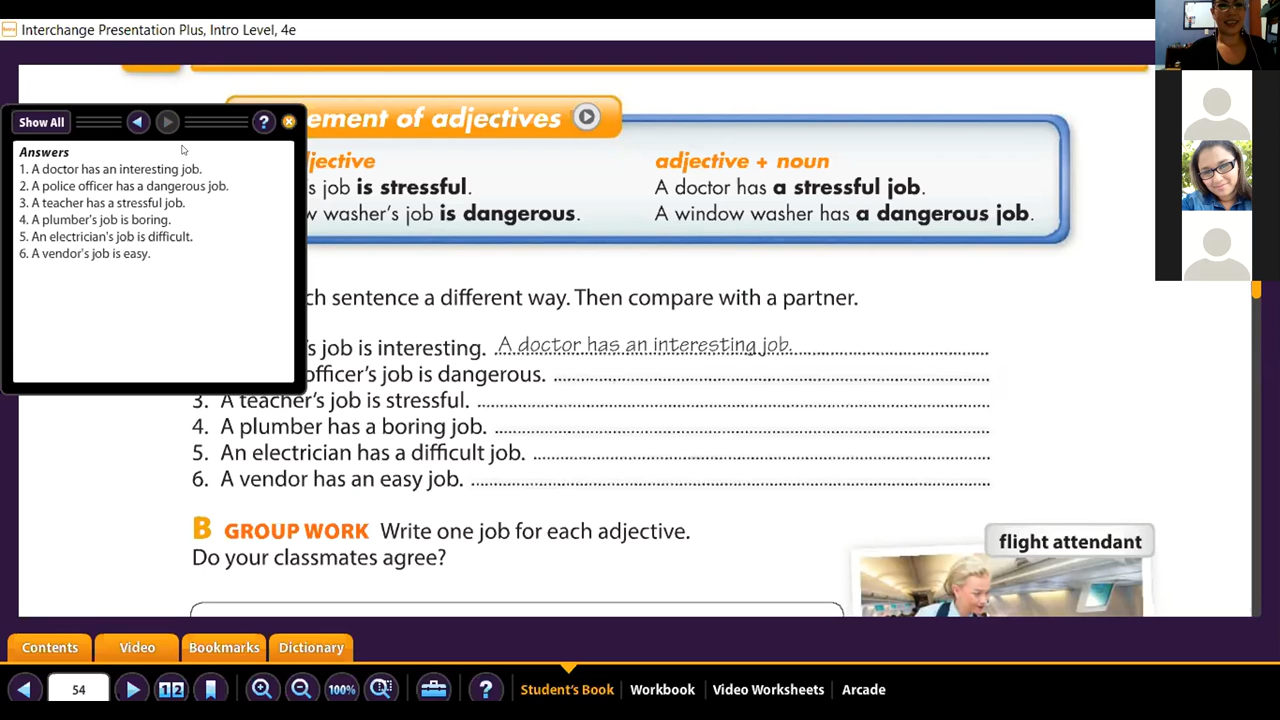 Interchange Presentation Plus, Intro Level, 4e
Show All
?
Answers
1. A doctor has an interesting job.
2. A police officer has a dangerous job.
3. A teacher has a stressful job.
4. A plumber's job is boring.
5. An electrician's job is difficult.
6. A vendor's job is easy.
ement of adjectives
jective
adjective + noun
s job is stressful.
A doctor has a stressful job.
w washer's job is dangerous.
A window washer has a dangerous job.
ch sentence a different way. Then compare with a partner.
's job is interesting. A doctor has an interesting job.
officer's job is dangerous.
3. A teacher's job is stressful.
4. A plumber has a boring job.
5. An electrician has a difficult job.
6. A vendor has an easy job.
B GROUP WORK Write one job for each adjective.
Do your classmates agree?
flight attendant
Contents Video Bookmarks Dictionary
54 1 2 100% ? Student's Book Workbook Video Worksheets Arcade